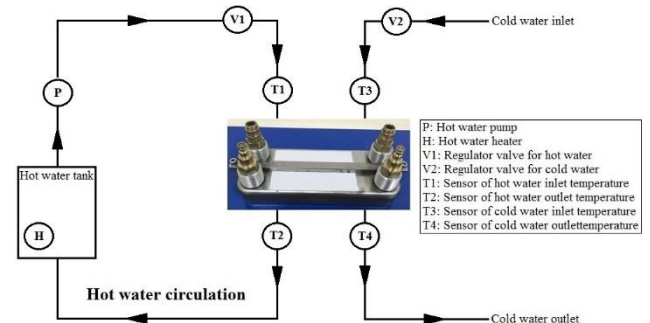 V1
V2
Cold water inlet
P
T1
T3
P: Hot water pump
H: Hot water heater
V1: Regulator valve for hot water
V2: Regulator valve for cold water
T1: Sensor of hot water inlet temperature
T2: Sensor of hot water outlet temperature
T3: Sensor of cold water inlet temperature
T4: Sensor of cold water outlettemperature
Hot water tank
H
T2
T4
Hot water circulation
Cold water outlet